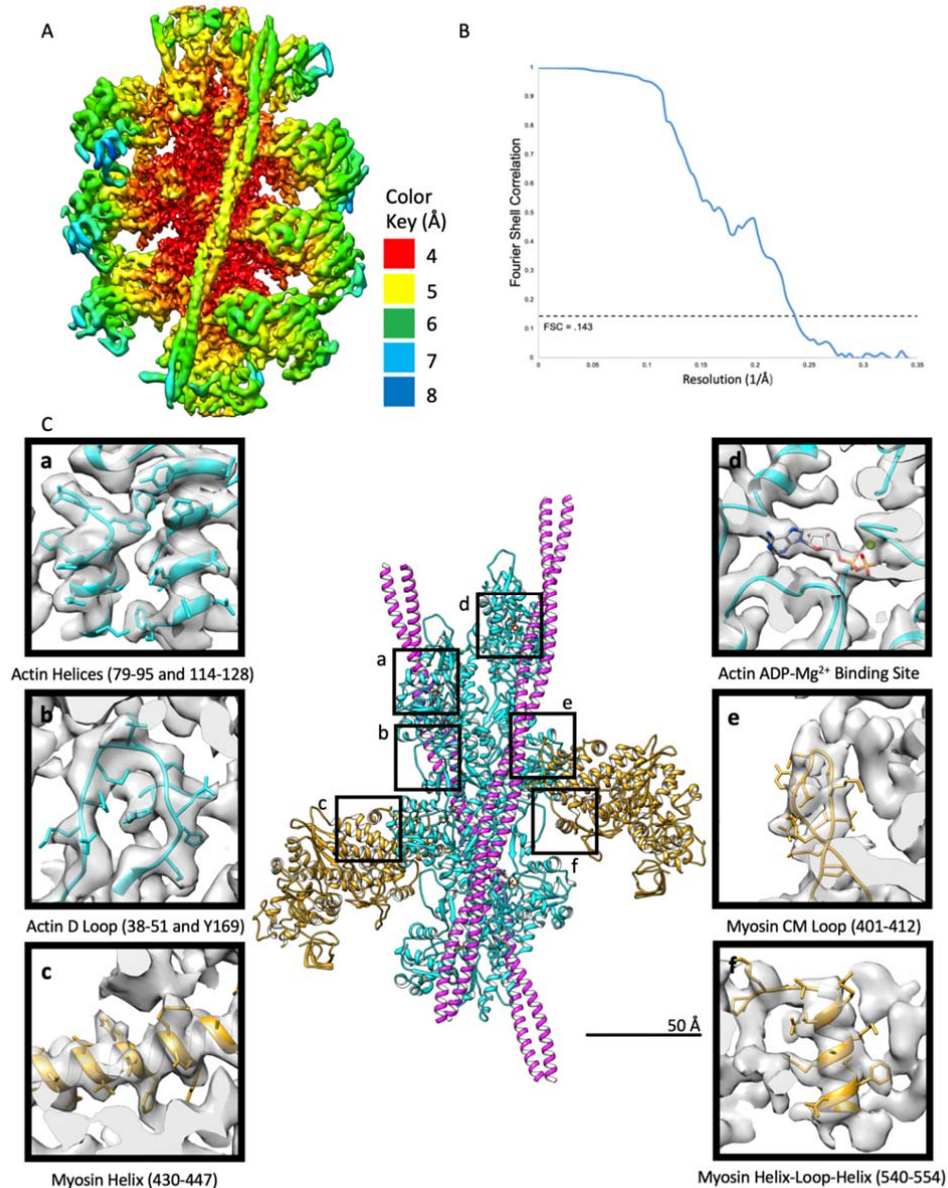 A
Color
Key (Å)
4
5
6
7
8
B
Fourier Shell Correlation
1
0.9
0.8
0.7
0.6
0.5
0.4
0.3
0.2
0.1
0
FSC = .143
0
0.05
0.1
0.15
0.2
0.25
0.3
0.35
Resolution (1/Å)
C
a
Actin Helices (79-95 and 114-128)
b
Actin D Loop (38-51 and Y169)
c
Myosin Helix (430-447)
d
a
e
b
c
f
50 Å
d
Actin ADP-Mg²⁺ Binding Site
e
Myosin CM Loop (401-412)
f
Myosin Helix-Loop-Helix (540-554)